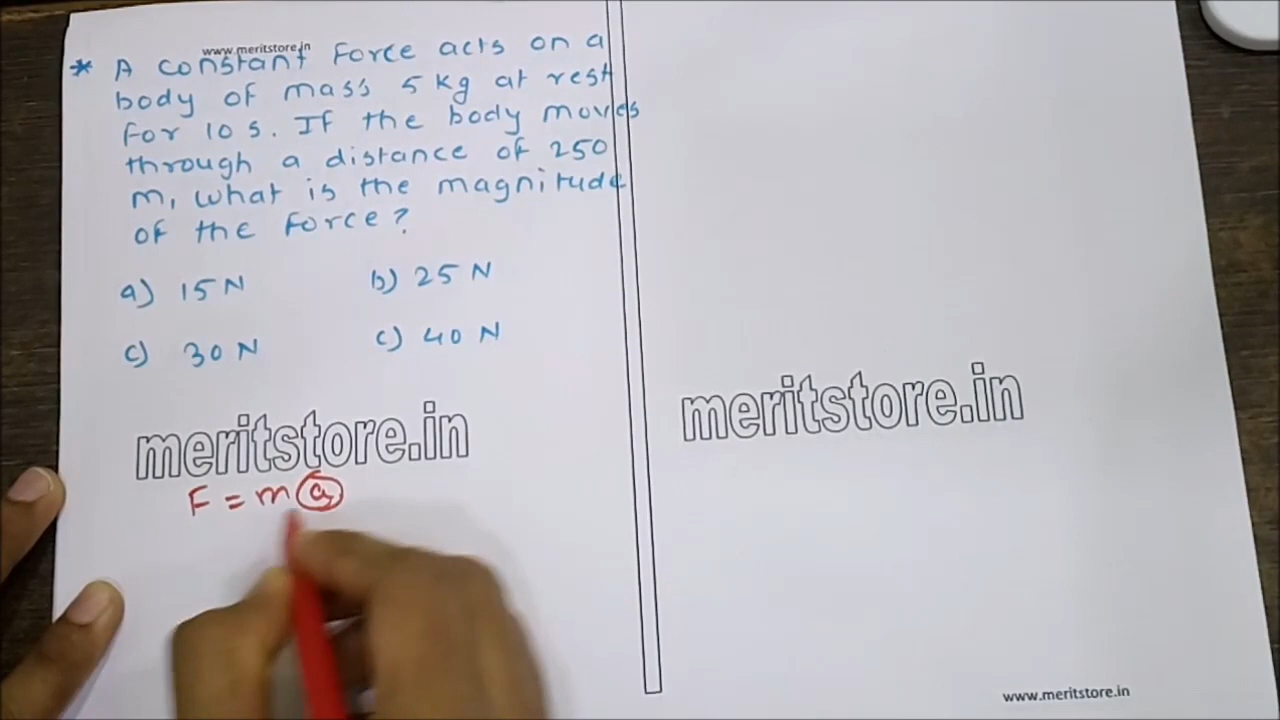 www.meritstore.in
* A constant Force acts on a
body of mass 5 kg at rest
For 10 s. If the body moves
through a distance of 250
m, what is the magnitude
of the force?
a) 15 N b) 25 N
c) 30 N c) 40 N
meritstore.in
meritstore.in
F = ma
www.meritstore.in